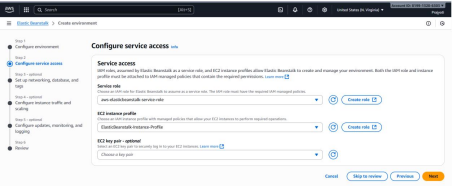 aws
Search
[Alt+S]
United States (N. Virginia)
Elastic Beanstalk > Create environment
Step 1
Configure environment
Step 2
Configure service access
Step 3 - optional
Set up networking, database, and tags
Step 4 - optional
Configure instance traffic and scaling
Step 5 - optional
Configure updates, monitoring, and logging
Step 6
Review
Configure service access Info
Service access
IAM roles, assumed by Elastic Beanstalk as a service role, and EC2 instance profiles allow Elastic Beanstalk to create and manage your environment. Both the IAM role and instance
profile must be attached to IAM managed policies that contain the required permissions. Learn more
Service role
Choose an IAM role for Elastic Beanstalk to assume as a service role. The IAM role must have the required IAM managed policies.
aws-elasticbeanstalk-service-role
Create role
EC2 instance profile
Choose an IAM instance profile with managed policies that allow your EC2 instances to perform required operations.
ElasticBeanstalk-Instance-Profile
Create role
EC2 key pair - optional
Select an EC2 key pair to securely log in to your EC2 instances. Learn more
Choose a key pair
Cancel
Skip to review
Previous
Next